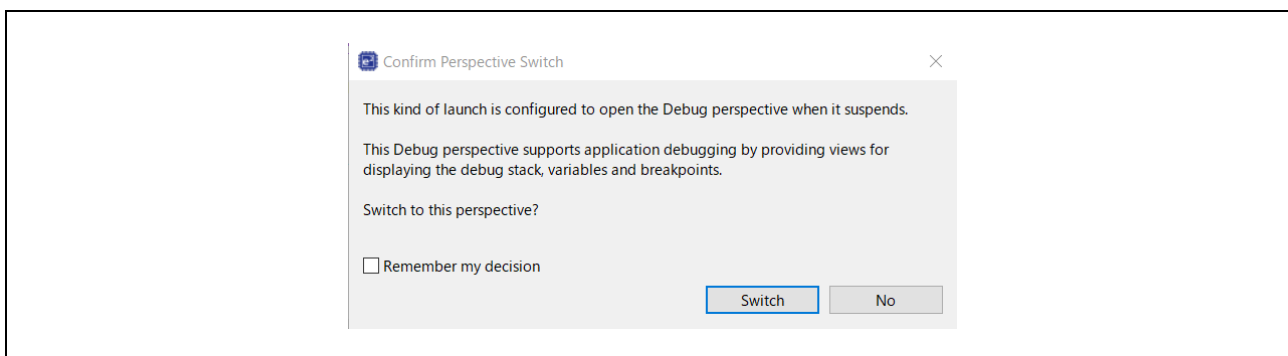 Confirm Perspective Switch
This kind of launch is configured to open the Debug perspective when it suspends.
This Debug perspective supports application debugging by providing views for
displaying the debug stack, variables and breakpoints.
Switch to this perspective?
Remember my decision
Switch No